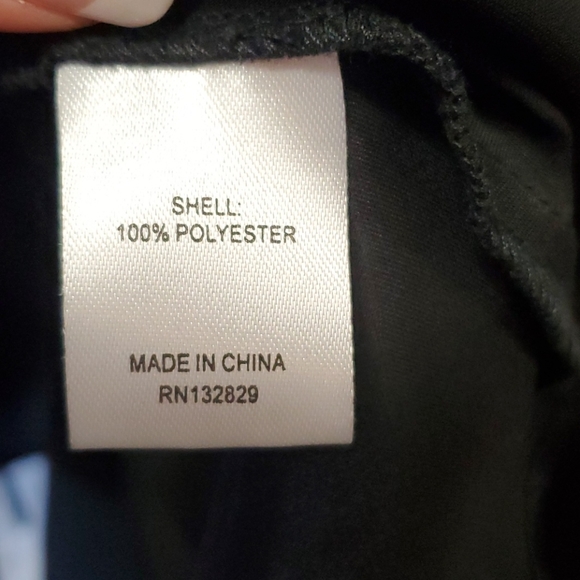 SHELL:
100% POLYESTER
MADE IN CHINA
RN132829